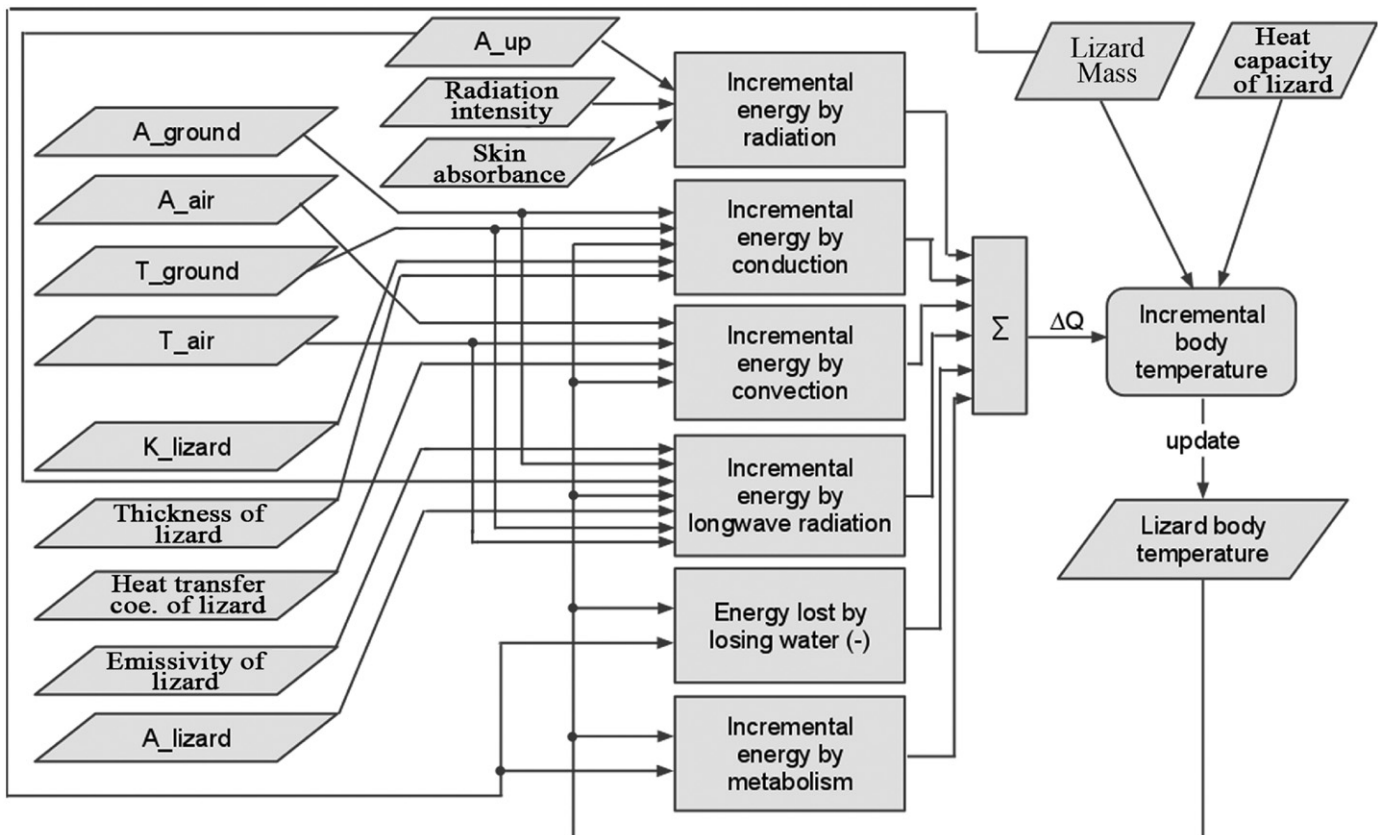 A_up
Radiation
intensity
Skin
absorbance
A_ground
A_air
T_ground
T_air
K_lizard
Thickness of
lizard
Heat transfer
coe. of lizard
Emissivity of
lizard
A_lizard
Incremental
energy by
radiation
Incremental
energy by
conduction
Incremental
energy by
convection
Incremental
energy by
longwave radiation
Energy lost by
losing water (-)
Incremental
energy by
metabolism
Σ
ΔQ
Lizard
Mass
Heat
capacity
of lizard
Incremental
body
temperature
update
Lizard body
temperature